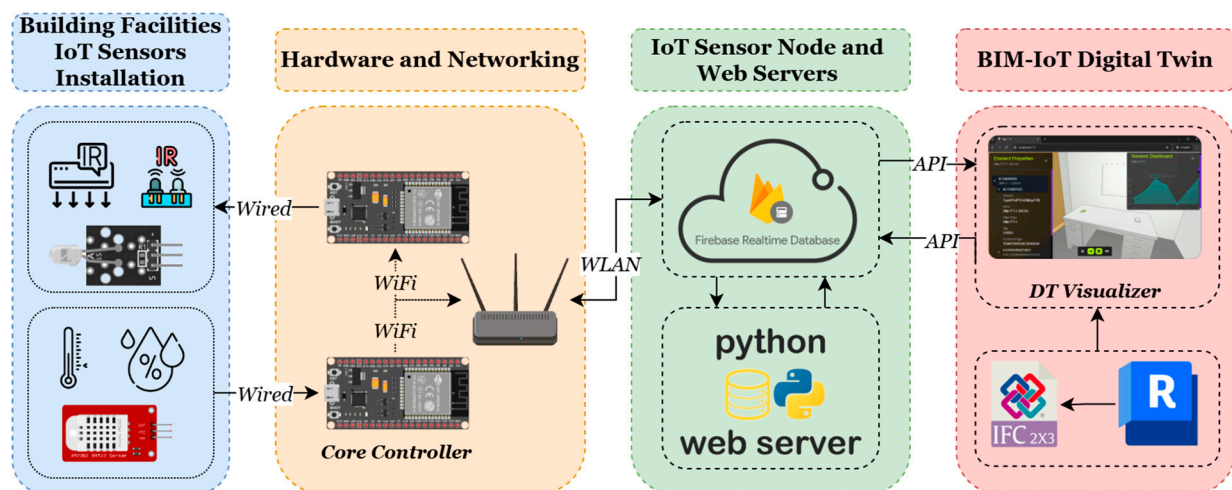 Building Facilities
IoT Sensors
Installation
Hardware and Networking
IoT Sensor Node and
Web Servers
BIM-IoT Digital Twin
IR
IR
Wired
WiFi
WiFi
WLAN
Firebase Realtime Database
API
API
Element Properties
Sensors Dashboard
DT Visualizer
%
Wired
Core Controller
python
web server
IFC 2X3
R